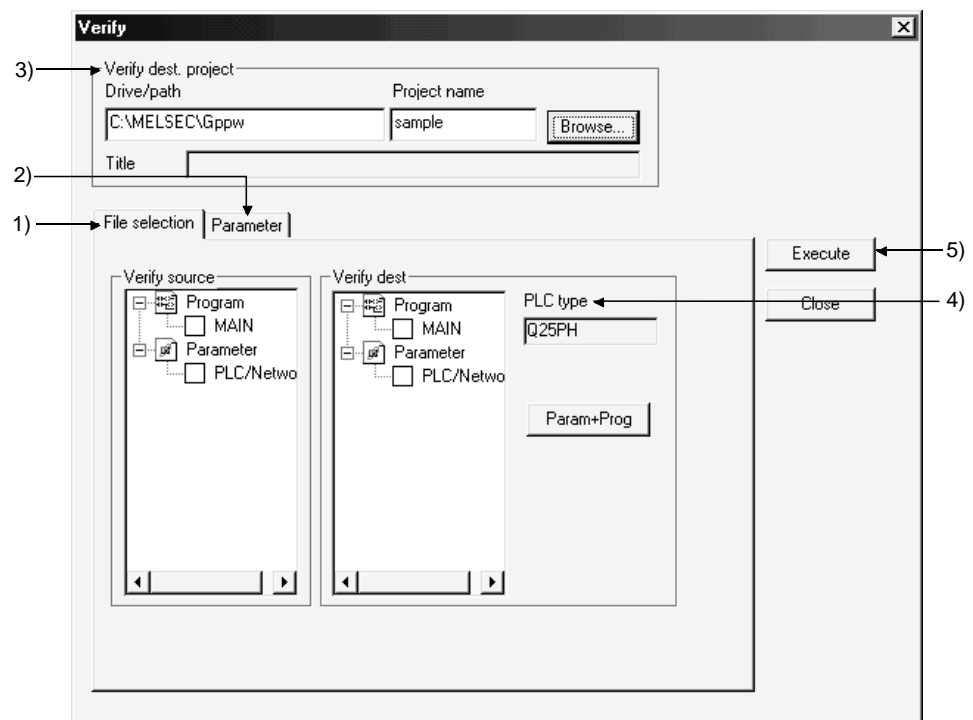 Verify
3)
Verify dest. project
Drive/path
Project name
C:\MELSEC\Gppw
sample
Browse...
Title
2)
1)
File selection
Parameter
Execute
5)
Verify source
Program
MAIN
Parameter
PLC/Netwo
Verify dest
Program
MAIN
Parameter
PLC/Netwo
PLC type
Q25PH
Param+Prog
Close
4)